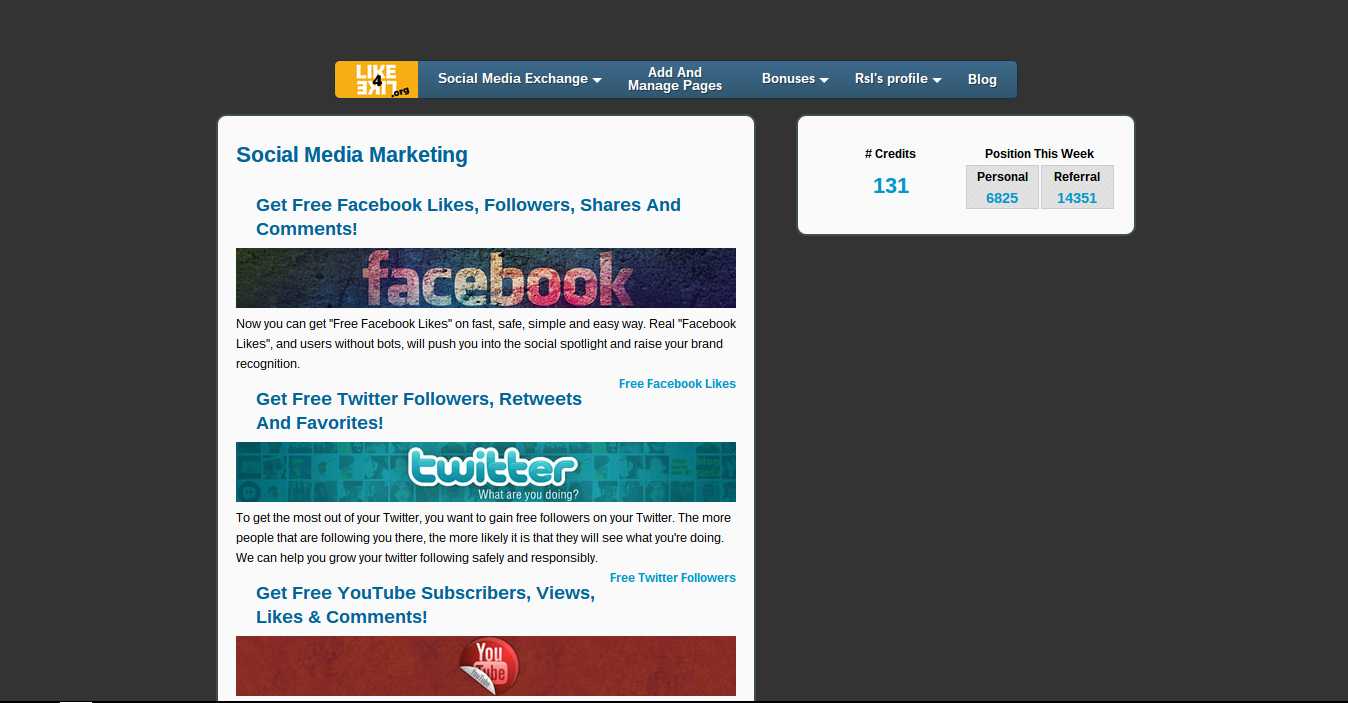 LIKE
4
LIKE
.org
Social Media Exchange
Add And
Manage Pages
Bonuses
Rsl's profile
Blog
Social Media Marketing
Get Free Facebook Likes, Followers, Shares And
Comments!
facebook
Now you can get "Free Facebook Likes" on fast, safe, simple and easy way. Real "Facebook
Likes", and users without bots, will push you into the social spotlight and raise your brand
recognition.
Free Facebook Likes
Get Free Twitter Followers, Retweets
And Favorites!
twitter
What are you doing?
To get the most out of your Twitter, you want to gain free followers on your Twitter. The more
people that are following you there, the more likely it is that they will see what you're doing.
We can help you grow your twitter following safely and responsibly.
Free Twitter Followers
Get Free YouTube Subscribers, Views,
Likes & Comments!
You
Tube
YouTube
# Credits
131
Position This Week
Personal
Referral
6825
14351